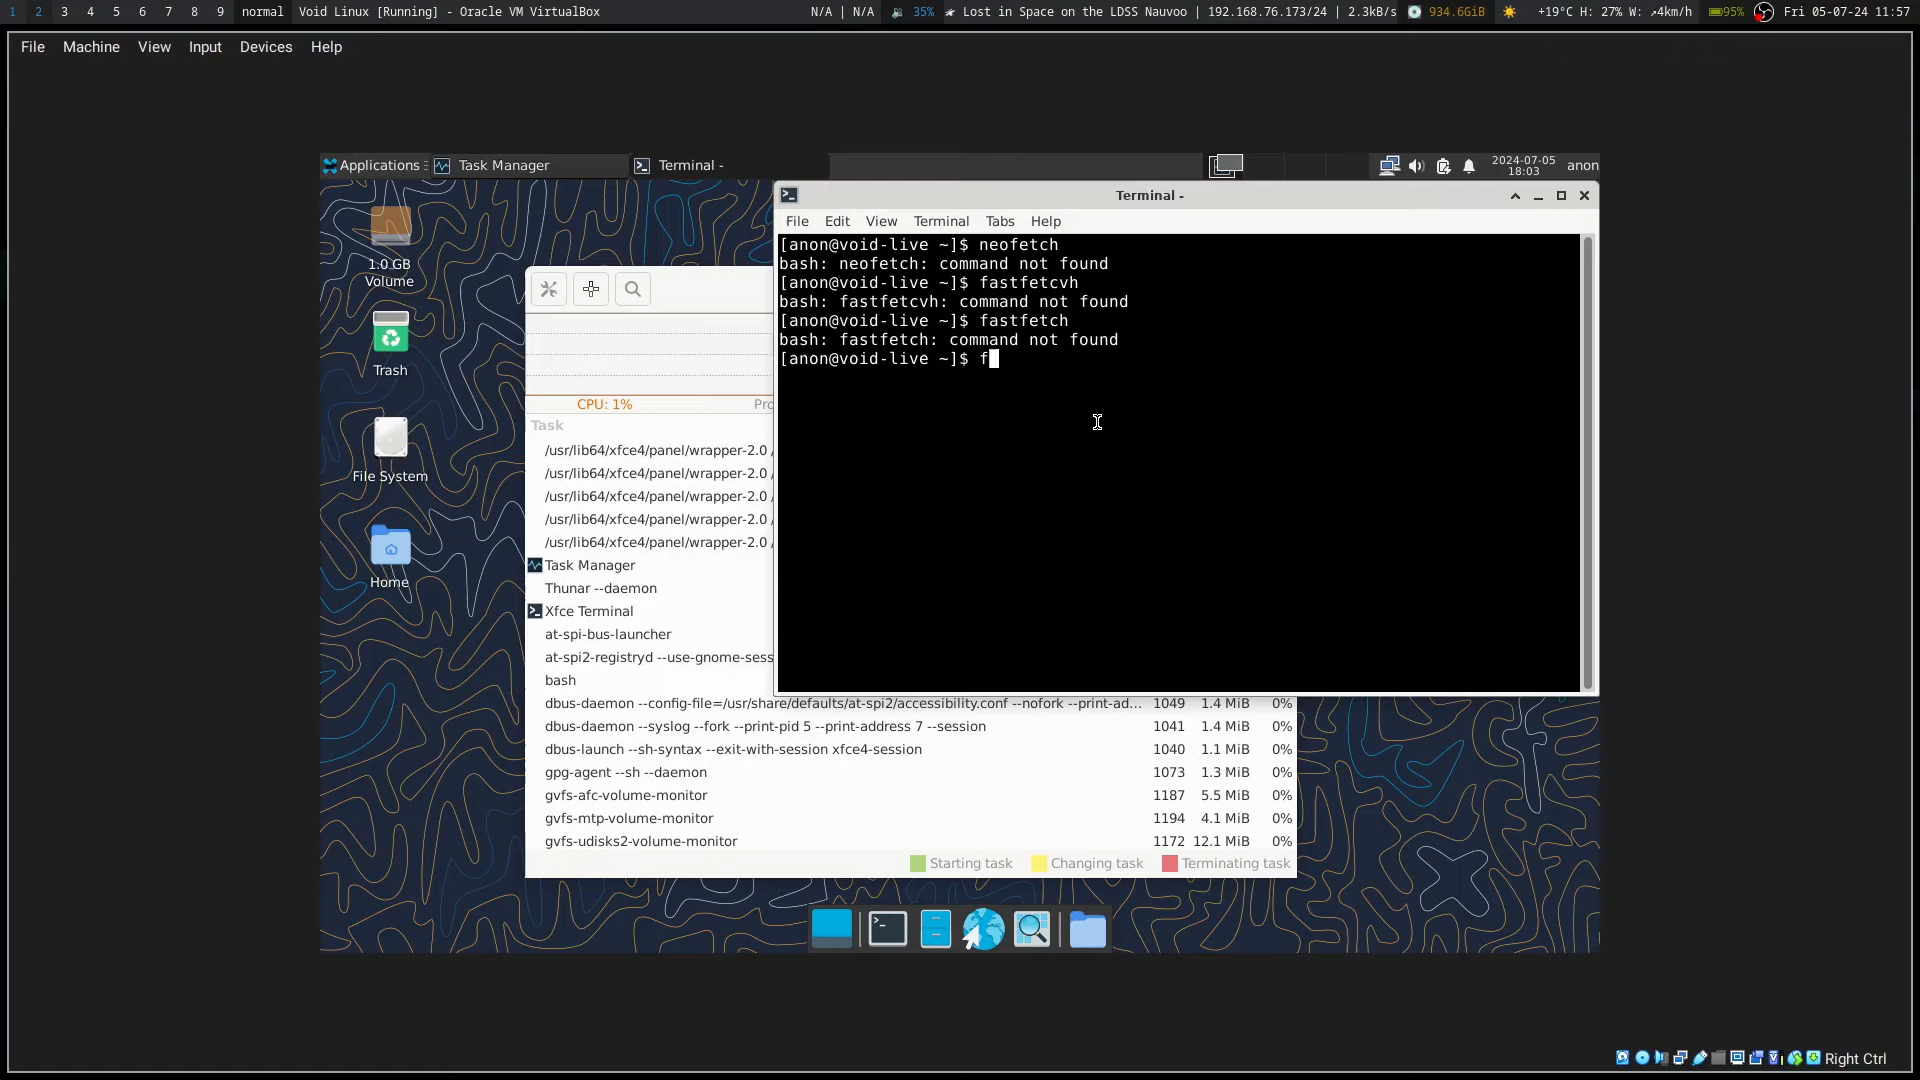 1 2 3 4 5 6 7 8 9 normal Void Linux [Running] - Oracle VM VirtualBox N/A | N/A 35% Lost in Space on the LDSS Nauvoo | 192.168.76.173/24 | 2.3kB/s 934.6GiB +19°C H: 27% W: ↗4km/h 95% Fri 05-07-24 11:57
File Machine View Input Devices Help
Applications Task Manager Terminal - 2024-07-05
18:03
anon
Terminal -
File Edit View Terminal Tabs Help
[anon@void-live ~]$ neofetch
bash: neofetch: command not found
[anon@void-live ~]$ fastfetcvh
bash: fastfetcvh: command not found
[anon@void-live ~]$ fastfetch
bash: fastfetch: command not found
[anon@void-live ~]$ f
1.0 GB
Volume
Trash
File System
Home
CPU: 1%
Task
/usr/lib64/xfce4/panel/wrapper-2.0
/usr/lib64/xfce4/panel/wrapper-2.0
/usr/lib64/xfce4/panel/wrapper-2.0
/usr/lib64/xfce4/panel/wrapper-2.0
/usr/lib64/xfce4/panel/wrapper-2.0
Task Manager
Thunar --daemon
Xfce Terminal
at-spi-bus-launcher
at-spi2-registryd --use-gnome-sess
bash
dbus-daemon --config-file=/usr/share/defaults/at-spi2/accessibility.conf --nofork --print-ad... 1049 1.4 MiB 0%
dbus-daemon --syslog --fork --print-pid 5 --print-address 7 --session 1041 1.4 MiB 0%
dbus-launch --sh-syntax --exit-with-session xfce4-session 1040 1.1 MiB 0%
gpg-agent --sh --daemon 1073 1.3 MiB 0%
gvfs-afc-volume-monitor 1187 5.5 MiB 0%
gvfs-mtp-volume-monitor 1194 4.1 MiB 0%
gvfs-udisks2-volume-monitor 1172 12.1 MiB 0%
Starting task Changing task Terminating task
Right Ctrl